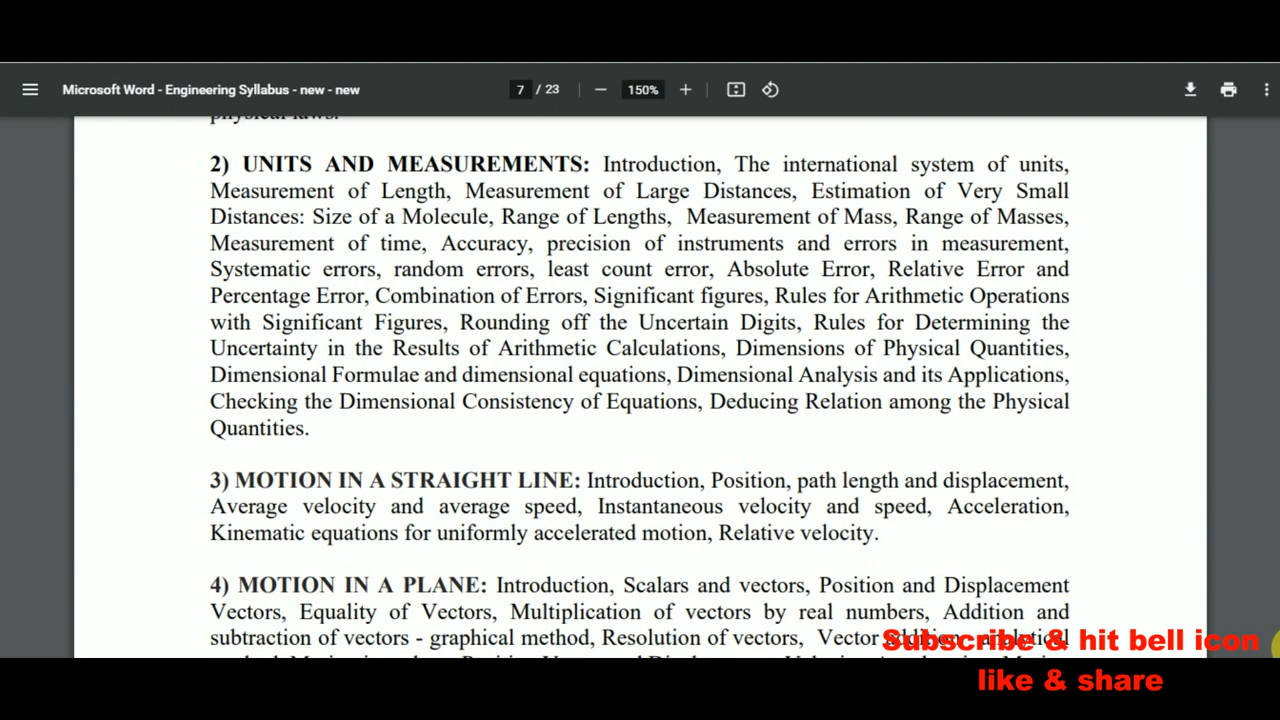 Microsoft Word - Engineering Syllabus - new - new
7 / 23
150%
physical laws.
2) UNITS AND MEASUREMENTS: Introduction, The international system of units,
Measurement of Length, Measurement of Large Distances, Estimation of Very Small
Distances: Size of a Molecule, Range of Lengths, Measurement of Mass, Range of Masses,
Measurement of time, Accuracy, precision of instruments and errors in measurement,
Systematic errors, random errors, least count error, Absolute Error, Relative Error and
Percentage Error, Combination of Errors, Significant figures, Rules for Arithmetic Operations
with Significant Figures, Rounding off the Uncertain Digits, Rules for Determining the
Uncertainty in the Results of Arithmetic Calculations, Dimensions of Physical Quantities,
Dimensional Formulae and dimensional equations, Dimensional Analysis and its Applications,
Checking the Dimensional Consistency of Equations, Deducing Relation among the Physical
Quantities.
3) MOTION IN A STRAIGHT LINE: Introduction, Position, path length and displacement,
Average velocity and average speed, Instantaneous velocity and speed, Acceleration,
Kinematic equations for uniformly accelerated motion, Relative velocity.
4) MOTION IN A PLANE: Introduction, Scalars and vectors, Position and Displacement
Vectors, Equality of Vectors, Multiplication of vectors by real numbers, Addition and
subtraction of vectors - graphical method, Resolution of vectors, Vector
Subscribe & hit bell icon
like & share